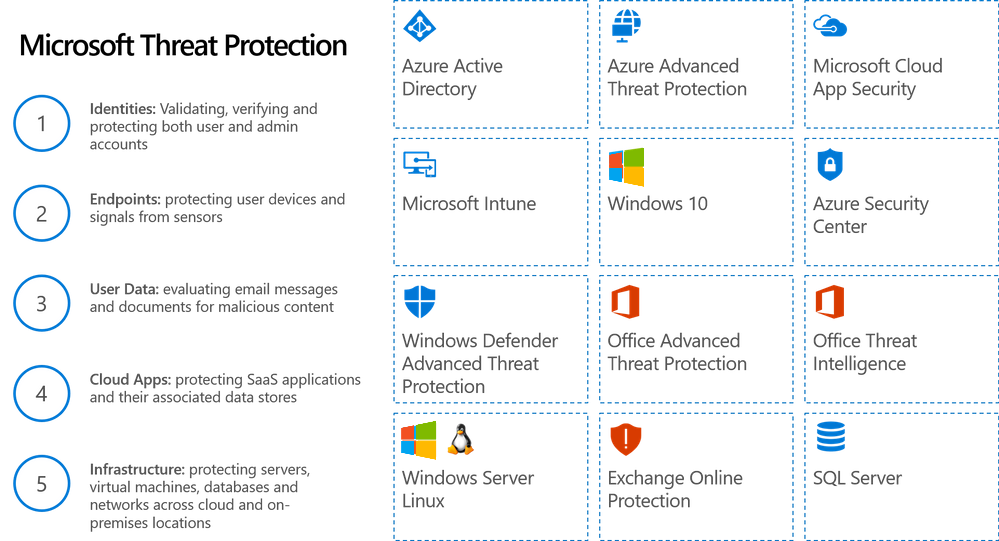 Microsoft Threat Protection
1
Identities: Validating, verifying and
protecting both user and admin
accounts
2
Endpoints: protecting user devices and
signals from sensors
3
User Data: evaluating email messages
and documents for malicious content
4
Cloud Apps: protecting SaaS applications
and their associated data stores
5
Infrastructure: protecting servers,
virtual machines, databases and
networks across cloud and on-
premises locations
Azure Active
Directory
Azure Advanced
Threat Protection
Microsoft Cloud
App Security
Microsoft Intune
Windows 10
Azure Security
Center
Windows Defender
Advanced Threat
Protection
Office Advanced
Threat Protection
Office Threat
Intelligence
Windows Server
Linux
Exchange Online
Protection
SQL Server